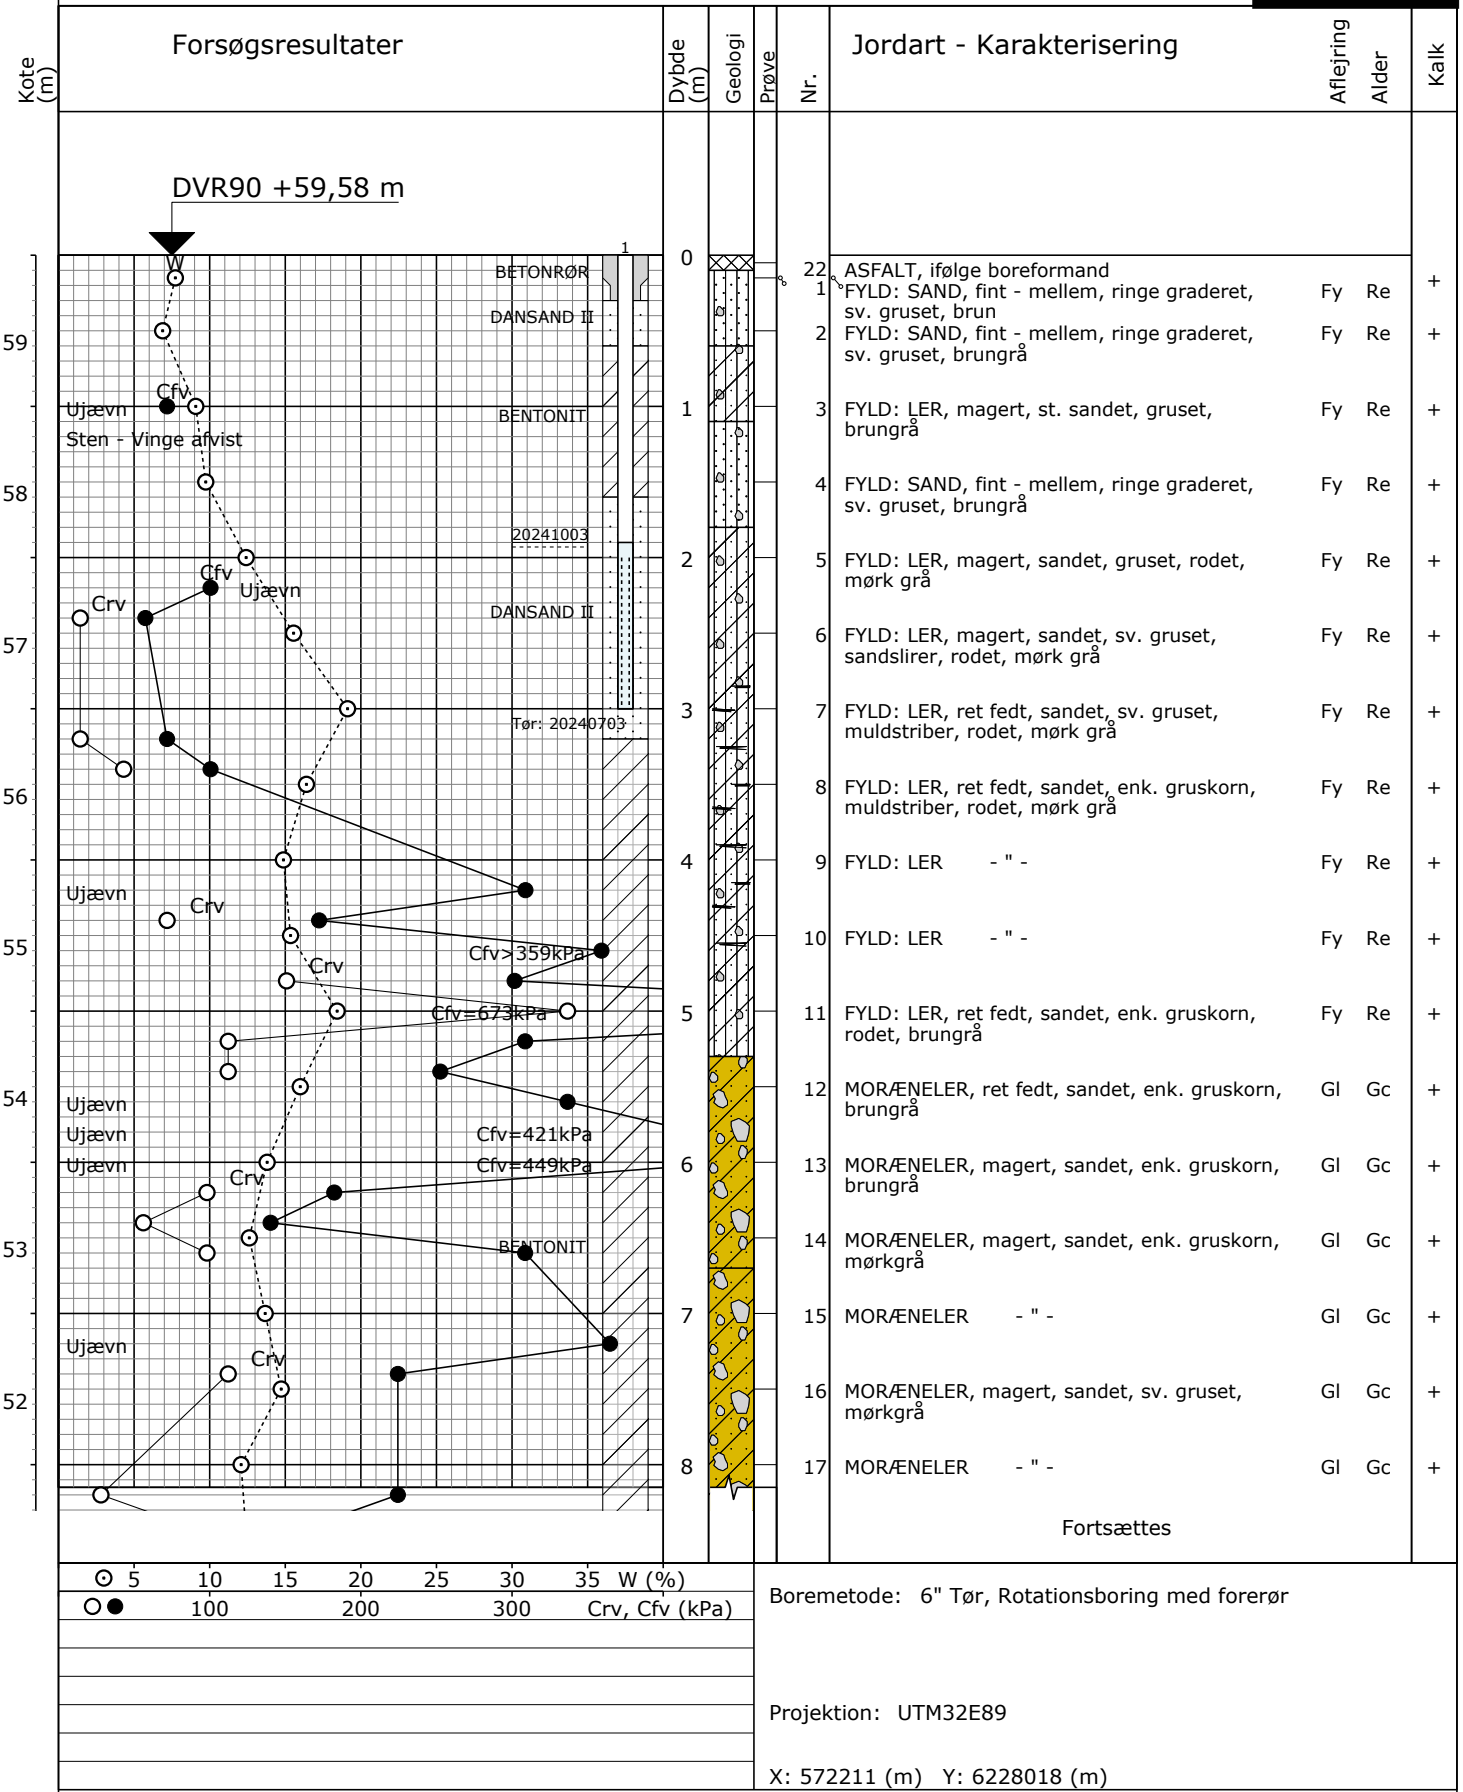 Kote (m)
Forsøgsresultater
Dybde (m)
Geologi
Prøve
Nr.
Jordart - Karakterisering
Aflejring
Alder
Kalk
DVR90 +59,58 m
W
1
0
BETONRØR
22 ASFALT, ifølge boreformand
+
1 FYLD: SAND, fint - mellem, ringe graderet, Fy Re
sv. gruset, brun
DANSAND II
59
2 FYLD: SAND, fint - mellem, ringe graderet, Fy Re +
sv. gruset, brungrå
Cfv
Ujævn
BENTONIT
1
3 FYLD: LER, magert, st. sandet, gruset, Fy Re +
brungrå
Sten - Vinge afvist
58
4 FYLD: SAND, fint - mellem, ringe graderet, Fy Re +
sv. gruset, brungrå
20241003
2
5 FYLD: LER, magert, sandet, gruset, rodet, Fy Re +
mørk grå
Cfv
Ujævn
Crv
DANSAND II
57
6 FYLD: LER, magert, sandet, sv. gruset, Fy Re +
sandslirer, rodet, mørk grå
3
Tør: 20240703
7 FYLD: LER, ret fedt, sandet, sv. gruset, Fy Re +
muldstriber, rodet, mørk grå
56
8 FYLD: LER, ret fedt, sandet, enk. gruskorn, Fy Re +
muldstriber, rodet, mørk grå
4
9 FYLD: LER - " - Fy Re +
Ujævn
Crv
55
10 FYLD: LER - " - Fy Re +
Cfv>359kPa
Crv
Cfv=673kPa
5
11 FYLD: LER, ret fedt, sandet, enk. gruskorn, Fy Re +
rodet, brungrå
54
Ujævn
12 MORÆNELER, ret fedt, sandet, enk. gruskorn, Gl Gc +
brungrå
Ujævn
Cfv=421kPa
Ujævn
Cfv=449kPa
6
13 MORÆNELER, magert, sandet, enk. gruskorn, Gl Gc +
brungrå
Crv
53
BENTONIT
14 MORÆNELER, magert, sandet, enk. gruskorn, Gl Gc +
mørkgrå
7
15 MORÆNELER - " - Gl Gc +
Ujævn
Crv
52
16 MORÆNELER, magert, sandet, sv. gruset, Gl Gc +
mørkgrå
8
17 MORÆNELER - " - Gl Gc +
Fortsættes
5 10 15 20 25 30 35 W (%)
100 200 300 Crv, Cfv (kPa)
Boremetode: 6" Tør, Rotationsboring med forerør
Projektion: UTM32E89
X: 572211 (m) Y: 6228018 (m)